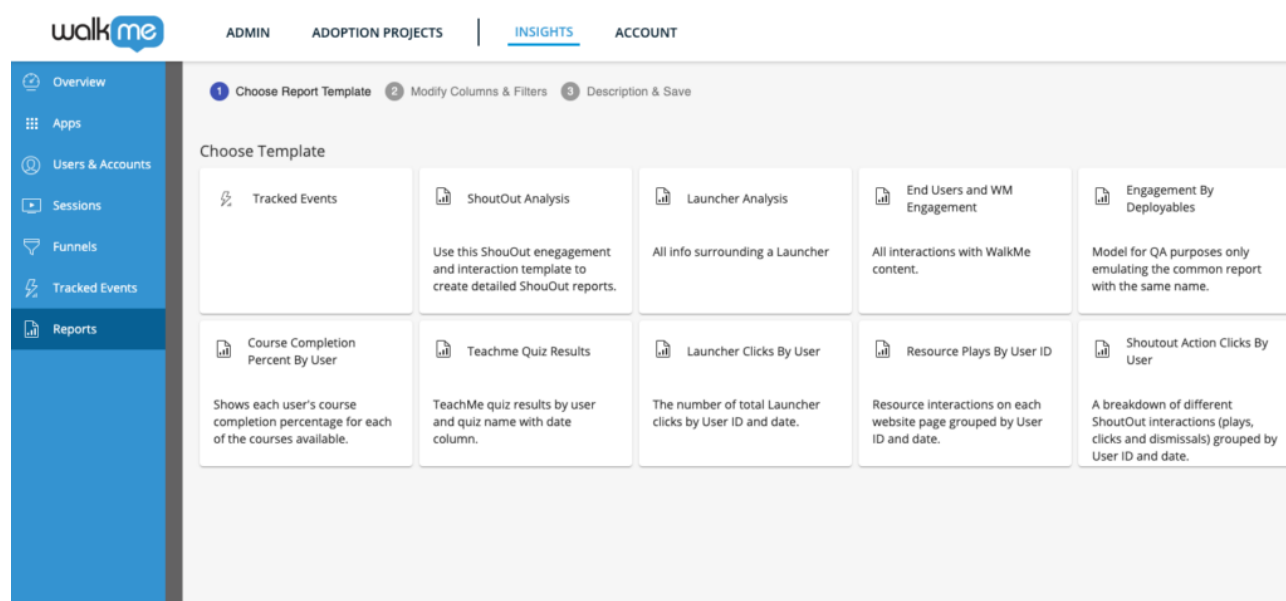 walkme
ADMIN
ADOPTION PROJECTS
INSIGHTS
ACCOUNT
Overview
Apps
Users & Accounts
Sessions
Funnels
Tracked Events
Reports
1 Choose Report Template
2 Modify Columns & Filters
3 Description & Save
Choose Template
Tracked Events
ShoutOut Analysis
Use this ShouOut enegagement
and interaction template to
create detailed ShouOut reports.
Launcher Analysis
All info surrounding a Launcher
End Users and WM
Engagement
All interactions with WalkMe
content.
Engagement By
Deployables
Model for QA purposes only
emulating the common report
with the same name.
Course Completion
Percent By User
Shows each user's course
completion percentage for each
of the courses available.
Teachme Quiz Results
TeachMe quiz results by user
and quiz name with date
column.
Launcher Clicks By User
The number of total Launcher
clicks by User ID and date.
Resource Plays By User ID
Resource interactions on each
website page grouped by User
ID and date.
Shoutout Action Clicks By
User
A breakdown of different
ShoutOut interactions (plays,
clicks and dismissals) grouped by
User ID and date.